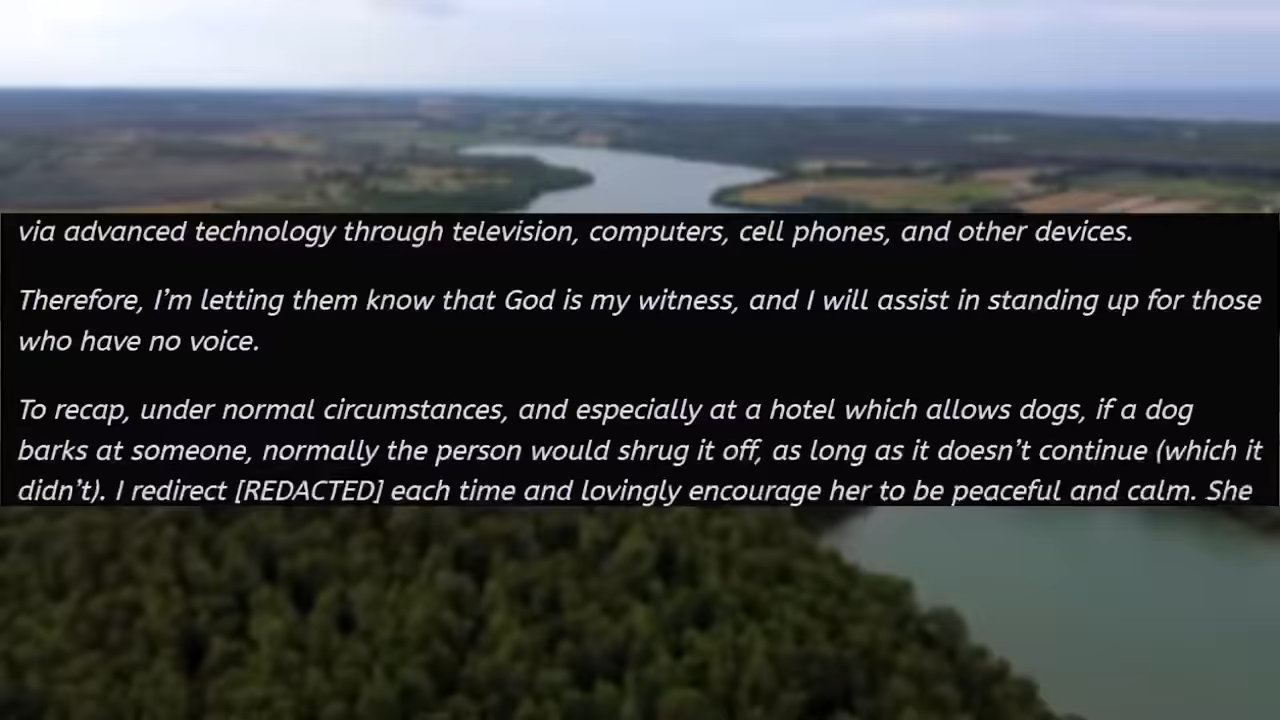 via advanced technology through television, computers, cell phones, and other devices.
Therefore, I'm letting them know that God is my witness, and I will assist in standing up for those
who have no voice.
To recap, under normal circumstances, and especially at a hotel which allows dogs, if a dog
barks at someone, normally the person would shrug it off, as long as it doesn't continue (which it
didn't). I redirect [REDACTED] each time and lovingly encourage her to be peaceful and calm. She